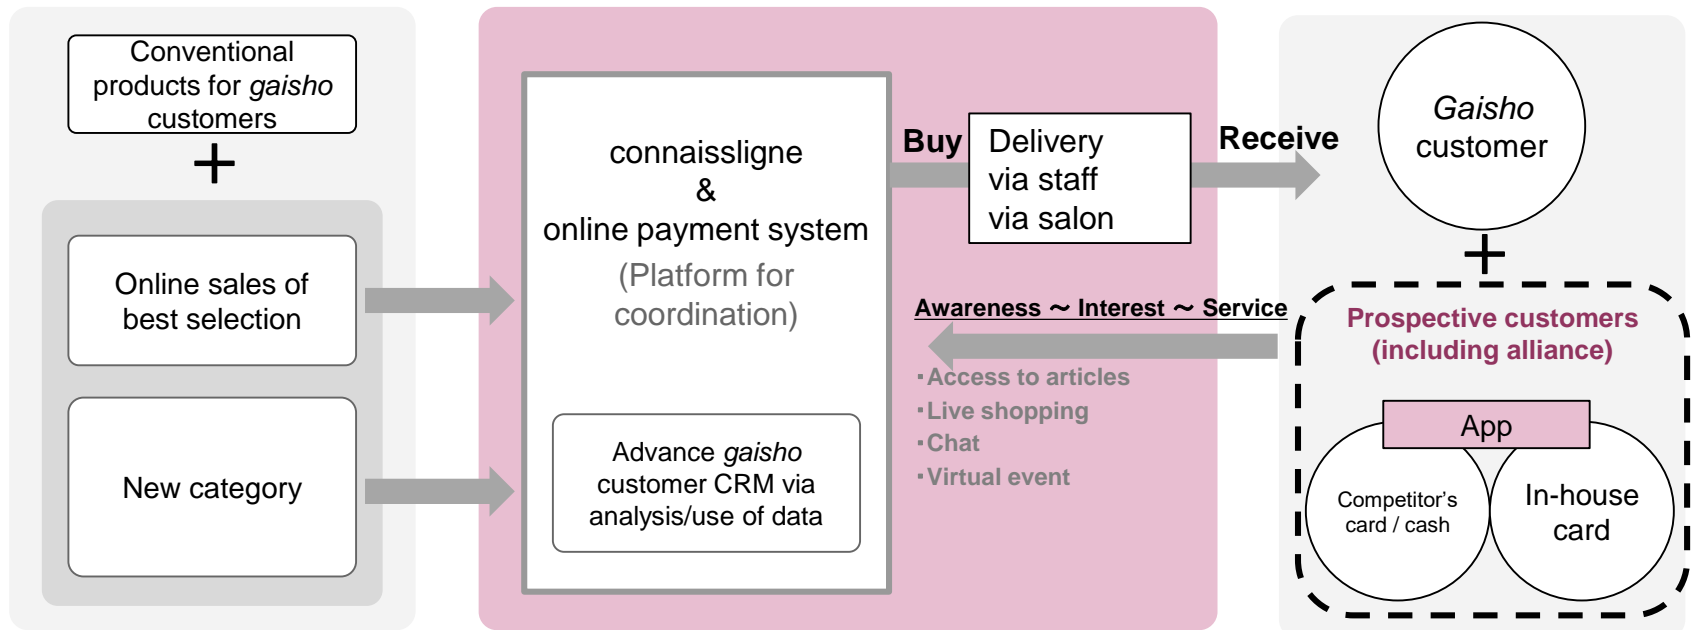 Conventional
products for gaisho
customers
+
Online sales of
best selection
New category
connaissligne
&
online payment system
(Platform for
coordination)
Advance gaisho
customer CRM via
analysis/use of data
Buy
Delivery
via staff
via salon
Receive
Awareness ～ Interest ～ Service
・Access to articles
・Live shopping
・Chat
・Virtual event
Gaisho
customer
+
Prospective customers
(including alliance)
App
Competitor’s
card / cash
In-house
card